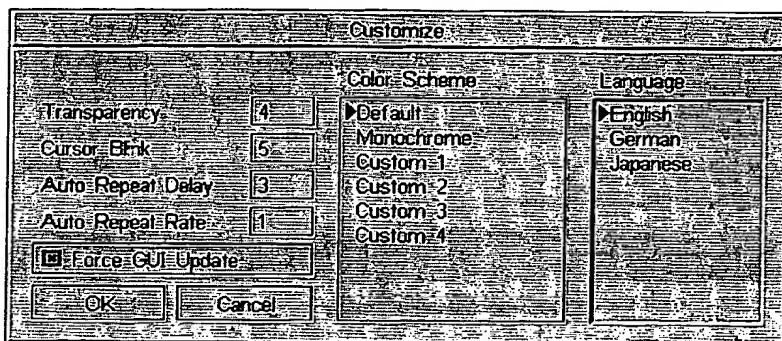 Customize
Transparency 4
Cursor Blink 5
Auto Repeat Delay 3
Auto Repeat Rate 1
Force GUI Update
OK Cancel
Color Scheme
Default
Monochrome
Custom 1
Custom 2
Custom 3
Custom 4
Language
English
German
Japanese